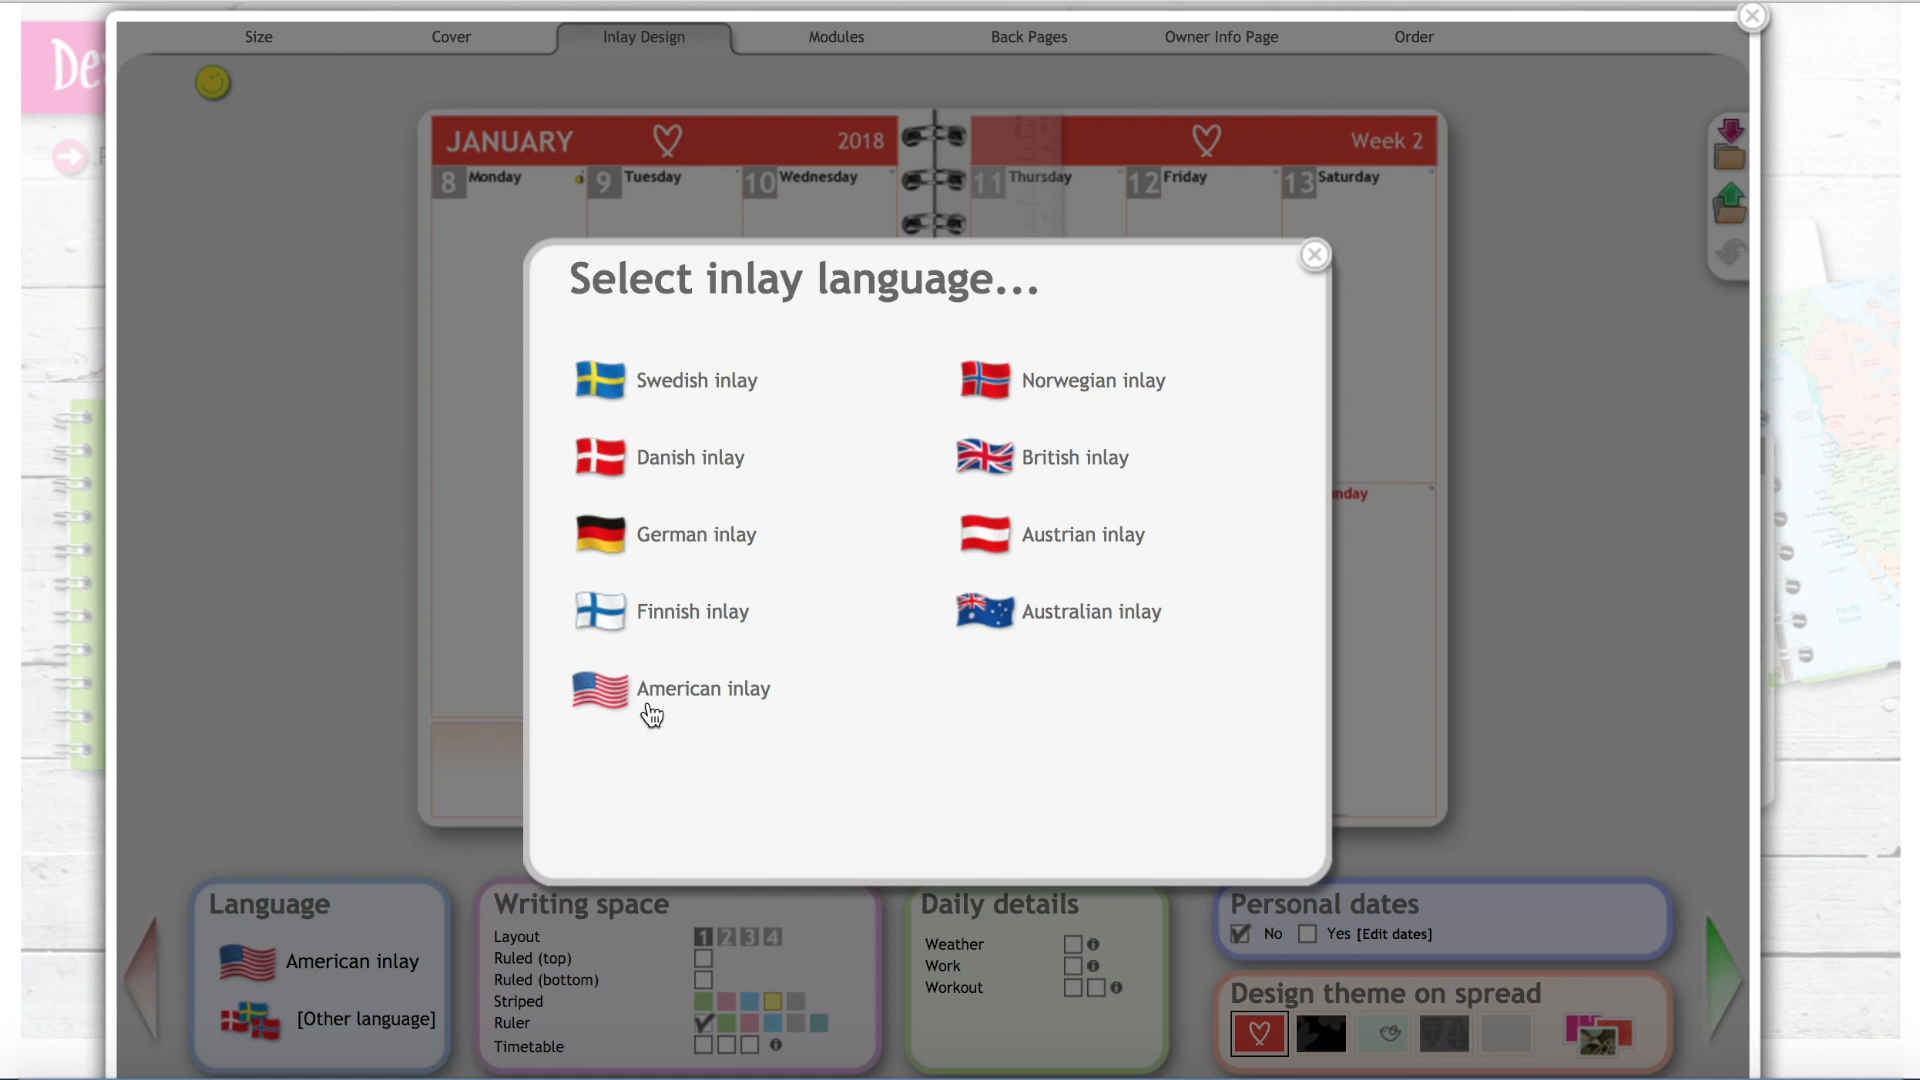 Size Cover Inlay Design Modules Back Pages Owner Info Page Order
JANUARY 2018 Week 2
8 Monday 9 Tuesday 10 Wednesday 11 Thursday 12 Friday 13 Saturday
Select inlay language...
Swedish inlay Norwegian inlay
Danish inlay British inlay
nday
German inlay Austrian inlay
Finnish inlay Australian inlay
American inlay
Language
American inlay
[Other language]
Writing space
Layout 1 2 3 4
Ruled (top)
Ruled (bottom)
Striped
Ruler
Timetable
Daily details
Weather
Work
Workout
Personal dates
No Yes [Edit dates]
Design theme on spread